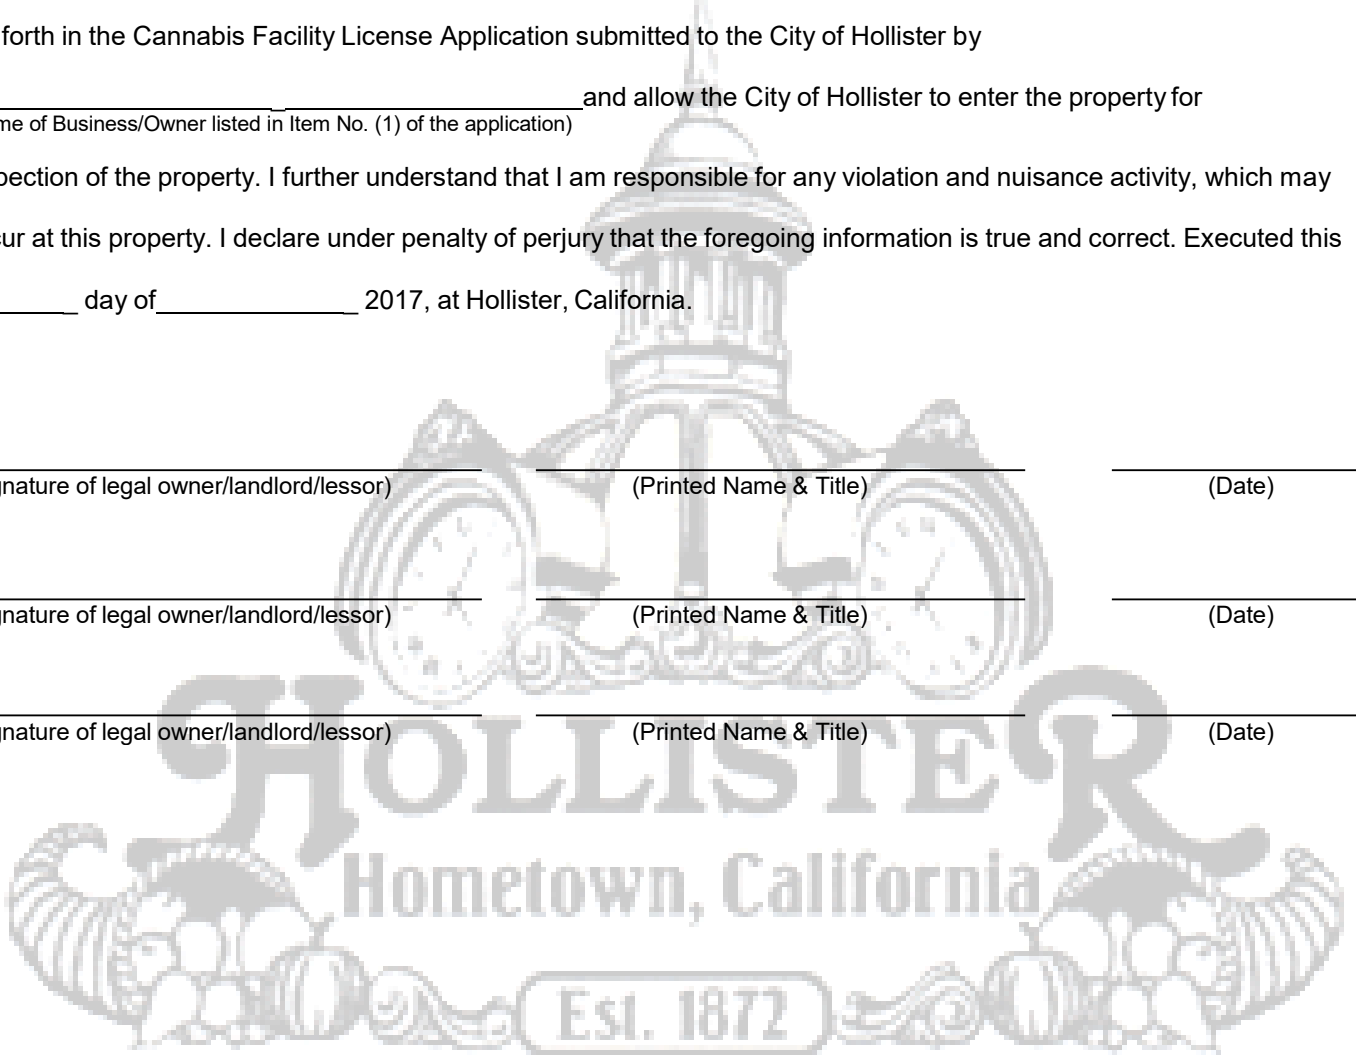 forth in the Cannabis Facility License Application submitted to the City of Hollister by
_ and allow the City of Hollister to enter the property for
me of Business/Owner listed in Item No. (1) of the application)
pection of the property. I further understand that I am responsible for any violation and nuisance activity, which may
ur at this property. I declare under penalty of perjury that the foregoing information is true and correct. Executed this
_ day of _ 2017, at Hollister, California.
gnature of legal owner/landlord/lessor) (Printed Name & Title) (Date)
gnature of legal owner/landlord/lessor) (Printed Name & Title) (Date)
gnature of legal owner/landlord/lessor) (Printed Name & Title) (Date)
HOLLISTER
Hometown, California
Est. 1872